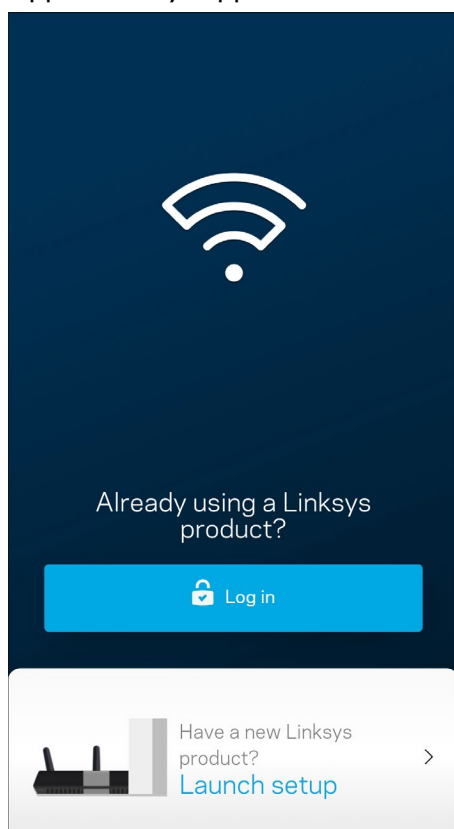 Already using a Linksys
product?
Log in
Have a new Linksys
product?
Launch setup